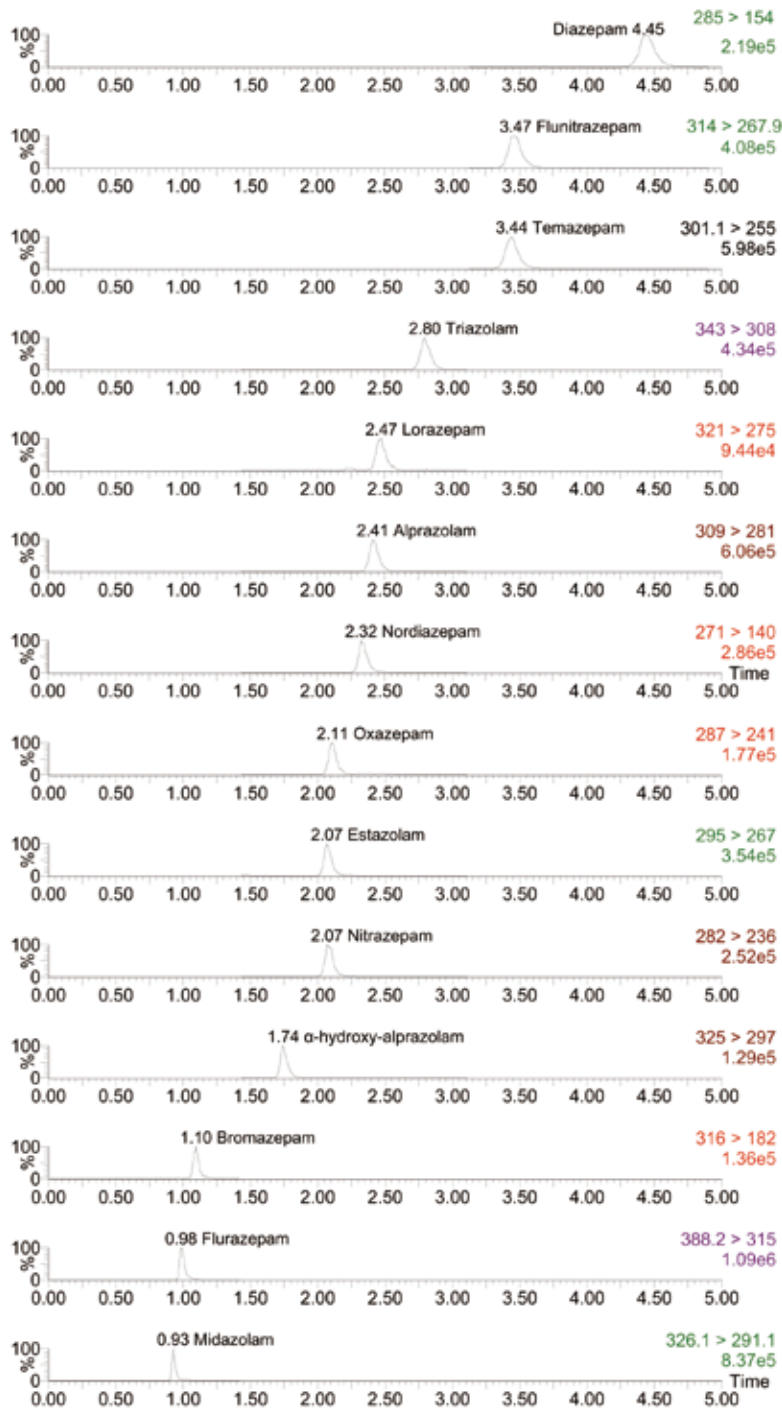 Diazepam 4.45
285 > 154
2.19e5
100
%
0
0.00 0.50 1.00 1.50 2.00 2.50 3.00 3.50 4.00 4.50 5.00
3.47 Flunitrazepam
314 > 267.9
4.08e5
100
%
0
0.00 0.50 1.00 1.50 2.00 2.50 3.00 3.50 4.00 4.50 5.00
3.44 Temazepam
301.1 > 255
5.98e5
100
%
0
0.00 0.50 1.00 1.50 2.00 2.50 3.00 3.50 4.00 4.50 5.00
2.80 Triazolam
343 > 308
4.34e5
100
%
0
0.00 0.50 1.00 1.50 2.00 2.50 3.00 3.50 4.00 4.50 5.00
2.47 Lorazepam
321 > 275
9.44e4
100
%
0
0.00 0.50 1.00 1.50 2.00 2.50 3.00 3.50 4.00 4.50 5.00
2.41 Alprazolam
309 > 281
6.06e5
100
%
0
0.00 0.50 1.00 1.50 2.00 2.50 3.00 3.50 4.00 4.50 5.00
2.32 Nordiazepam
271 > 140
2.86e5
Time
100
%
0
0.00 0.50 1.00 1.50 2.00 2.50 3.00 3.50 4.00 4.50 5.00
2.11 Oxazepam
287 > 241
1.77e5
100
%
0
0.00 0.50 1.00 1.50 2.00 2.50 3.00 3.50 4.00 4.50 5.00
2.07 Estazolam
295 > 267
3.54e5
100
%
0
0.00 0.50 1.00 1.50 2.00 2.50 3.00 3.50 4.00 4.50 5.00
2.07 Nitrazepam
282 > 236
2.52e5
100
%
0
0.00 0.50 1.00 1.50 2.00 2.50 3.00 3.50 4.00 4.50 5.00
1.74 α-hydroxy-alprazolam
325 > 297
1.29e5
100
%
0
0.00 0.50 1.00 1.50 2.00 2.50 3.00 3.50 4.00 4.50 5.00
1.10 Bromazepam
316 > 182
1.36e5
100
%
0
0.00 0.50 1.00 1.50 2.00 2.50 3.00 3.50 4.00 4.50 5.00
0.98 Flurazepam
388.2 > 315
1.09e6
100
%
0
0.00 0.50 1.00 1.50 2.00 2.50 3.00 3.50 4.00 4.50 5.00
0.93 Midazolam
326.1 > 291.1
8.37e5
Time
100
%
0
0.00 0.50 1.00 1.50 2.00 2.50 3.00 3.50 4.00 4.50 5.00